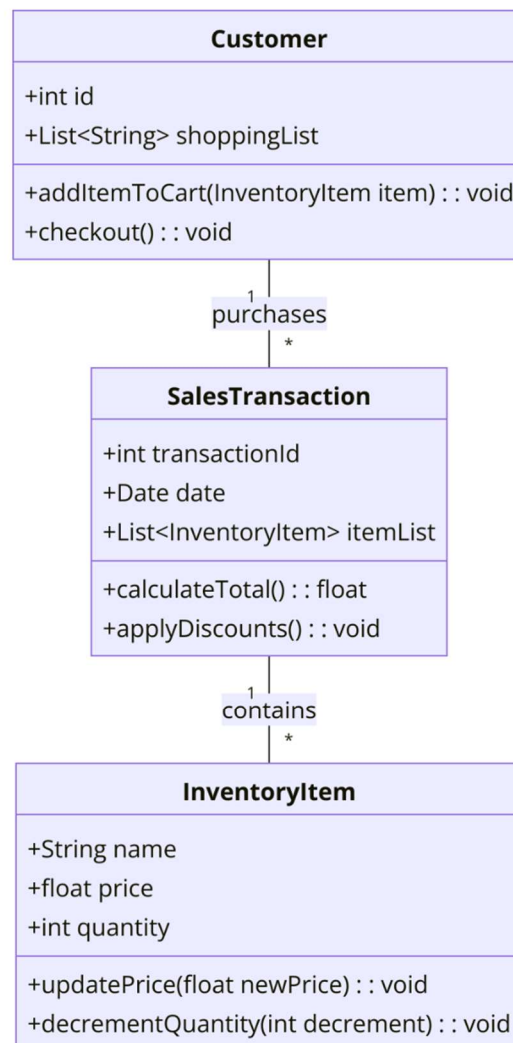 Customer
+int id
+List<String> shoppingList
+addItemToCart(InventoryItem item) : : void
+checkout() : : void
1
purchases
*
SalesTransaction
+int transactionId
+Date date
+List<InventoryItem> itemList
+calculateTotal() : : float
+applyDiscounts() : : void
1
contains
*
InventoryItem
+String name
+float price
+int quantity
+updatePrice(float newPrice) : : void
+decrementQuantity(int decrement) : : void